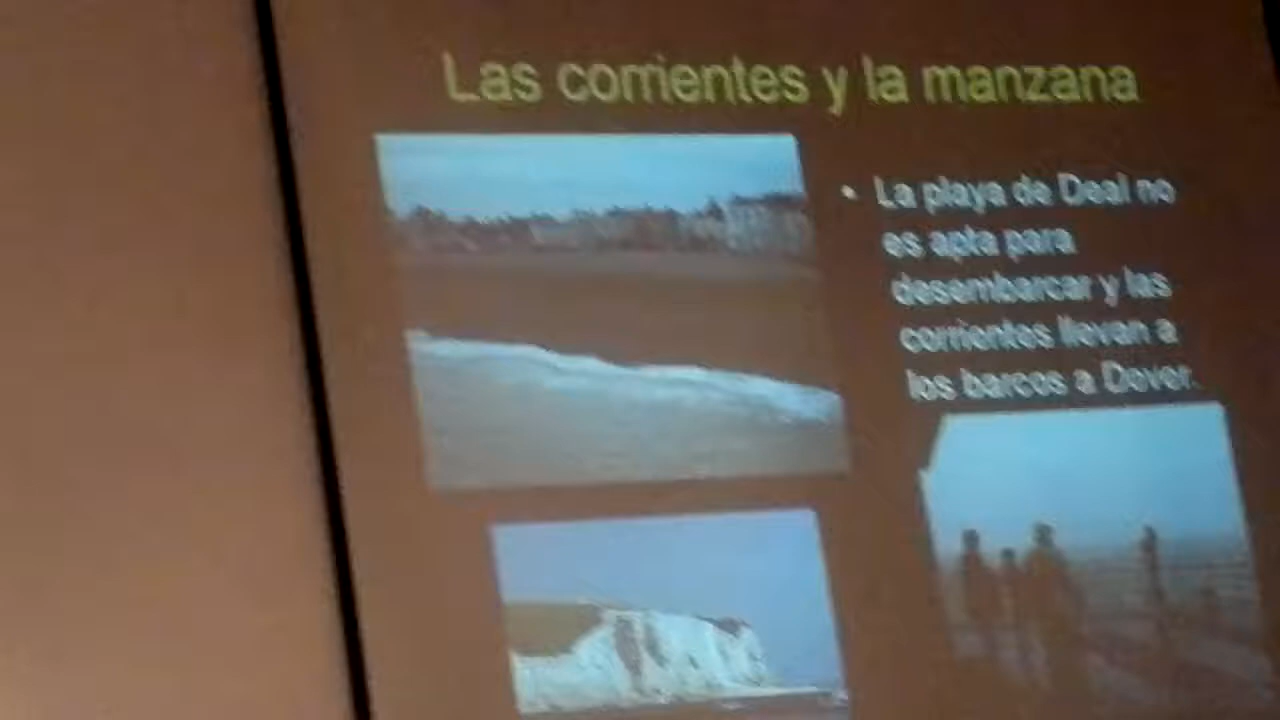 Las corrientes y la manzana
• La playa de Deal no
es apta para
desembarcar y las
corrientes llevan a
los barcos a Dover.